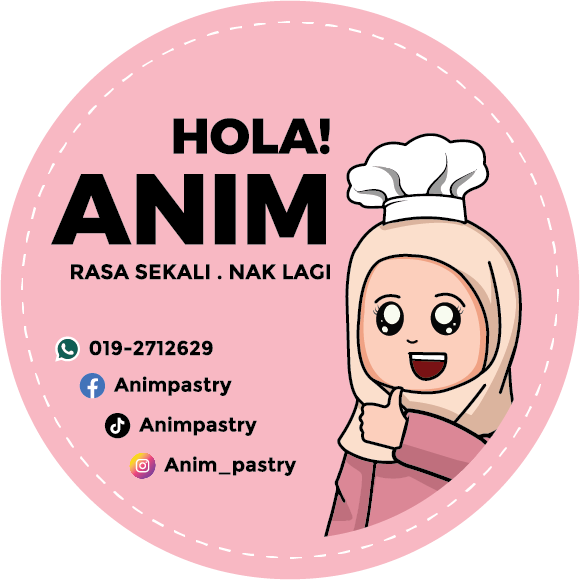 HOLA!
ANIM
RASA SEKALI . NAK LAGI
019-2712629
Animpastry
Animpastry
Anim_pastry